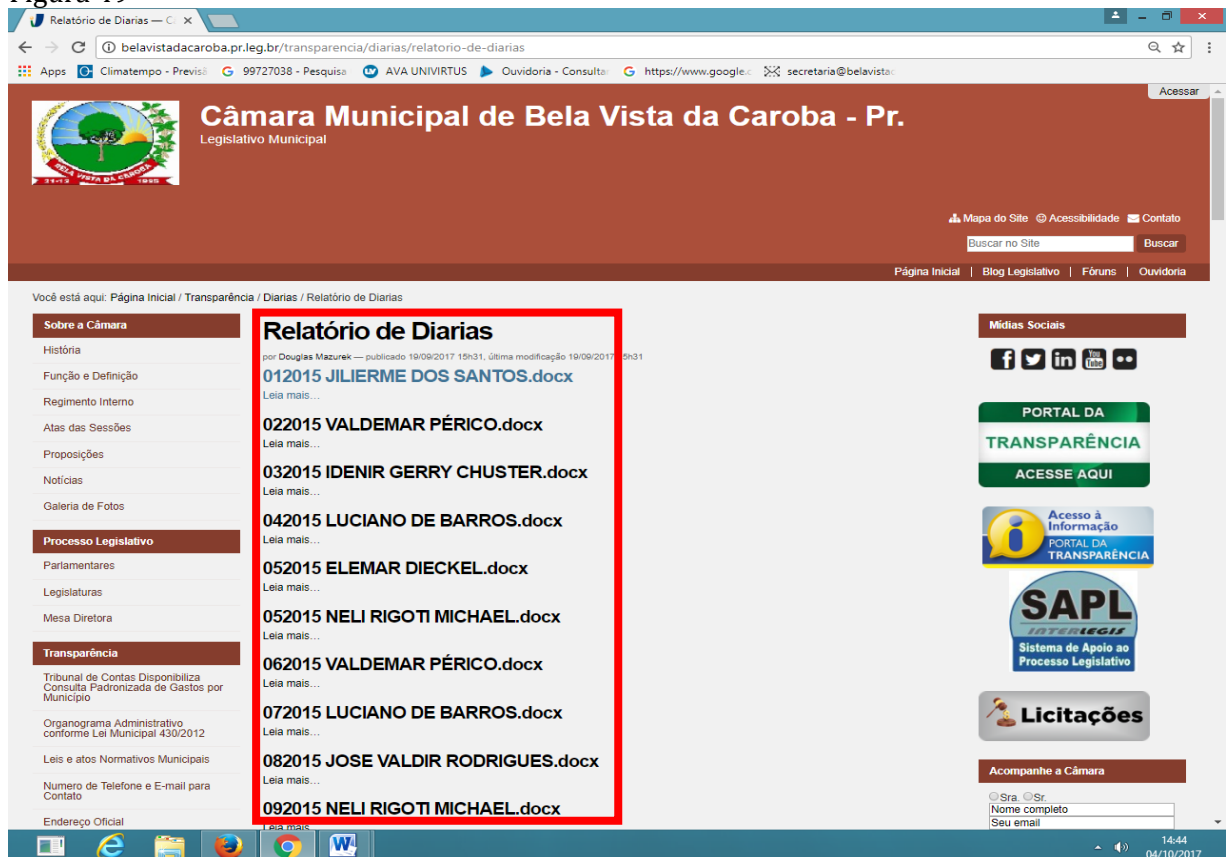 Figura 19
Relatório de Diarias — C
belavistadacaroba.pr.leg.br/transparencia/diarias/relatorio-de-diarias
Apps Climatempo - Previsã 99727038 - Pesquisa AVA UNIVIRTUS Ouvidoria - Consultar https://www.google.c secretaria@belavistac
Acessar
Câmara Municipal de Bela Vista da Caroba - Pr.
Legislativo Municipal
BELA VISTA DA CAROBA
31-12 1995
Mapa do Site Acessibilidade Contato
Buscar no Site Buscar
Página Inicial | Blog Legislativo | Fóruns | Ouvidoria
Você está aqui: Página Inicial / Transparência / Diarias / Relatório de Diarias
Sobre a Câmara
História
Função e Definição
Regimento Interno
Atas das Sessões
Proposições
Notícias
Galeria de Fotos
Processo Legislativo
Parlamentares
Legislaturas
Mesa Diretora
Transparência
Tribunal de Contas Disponibiliza
Consulta Padronizada de Gastos por
Município
Organograma Administrativo
conforme Lei Municipal 430/2012
Leis e atos Normativos Municipais
Numero de Telefone e E-mail para
Contato
Endereço Oficial
Relatório de Diarias
por Douglas Mazurek — publicado 19/09/2017 15h31, última modificação 19/09/2017 15h31
012015 JILIERME DOS SANTOS.docx
Leia mais…
022015 VALDEMAR PÉRICO.docx
Leia mais…
032015 IDENIR GERRY CHUSTER.docx
Leia mais…
042015 LUCIANO DE BARROS.docx
Leia mais…
052015 ELEMAR DIECKEL.docx
Leia mais…
052015 NELI RIGOTI MICHAEL.docx
Leia mais…
062015 VALDEMAR PÉRICO.docx
Leia mais…
072015 LUCIANO DE BARROS.docx
Leia mais…
082015 JOSE VALDIR RODRIGUES.docx
Leia mais…
092015 NELI RIGOTI MICHAEL.docx
Leia mais…
Mídias Sociais
f in You Tube
PORTAL DA
TRANSPARÊNCIA
ACESSE AQUI
Acesso à
Informação
PORTAL DA
TRANSPARÊNCIA
SAPL
INTERLEGIS
Sistema de Apoio ao
Processo Legislativo
Licitações
Acompanhe a Câmara
Sra. Sr.
Nome completo
Seu email
14:44
04/10/2017